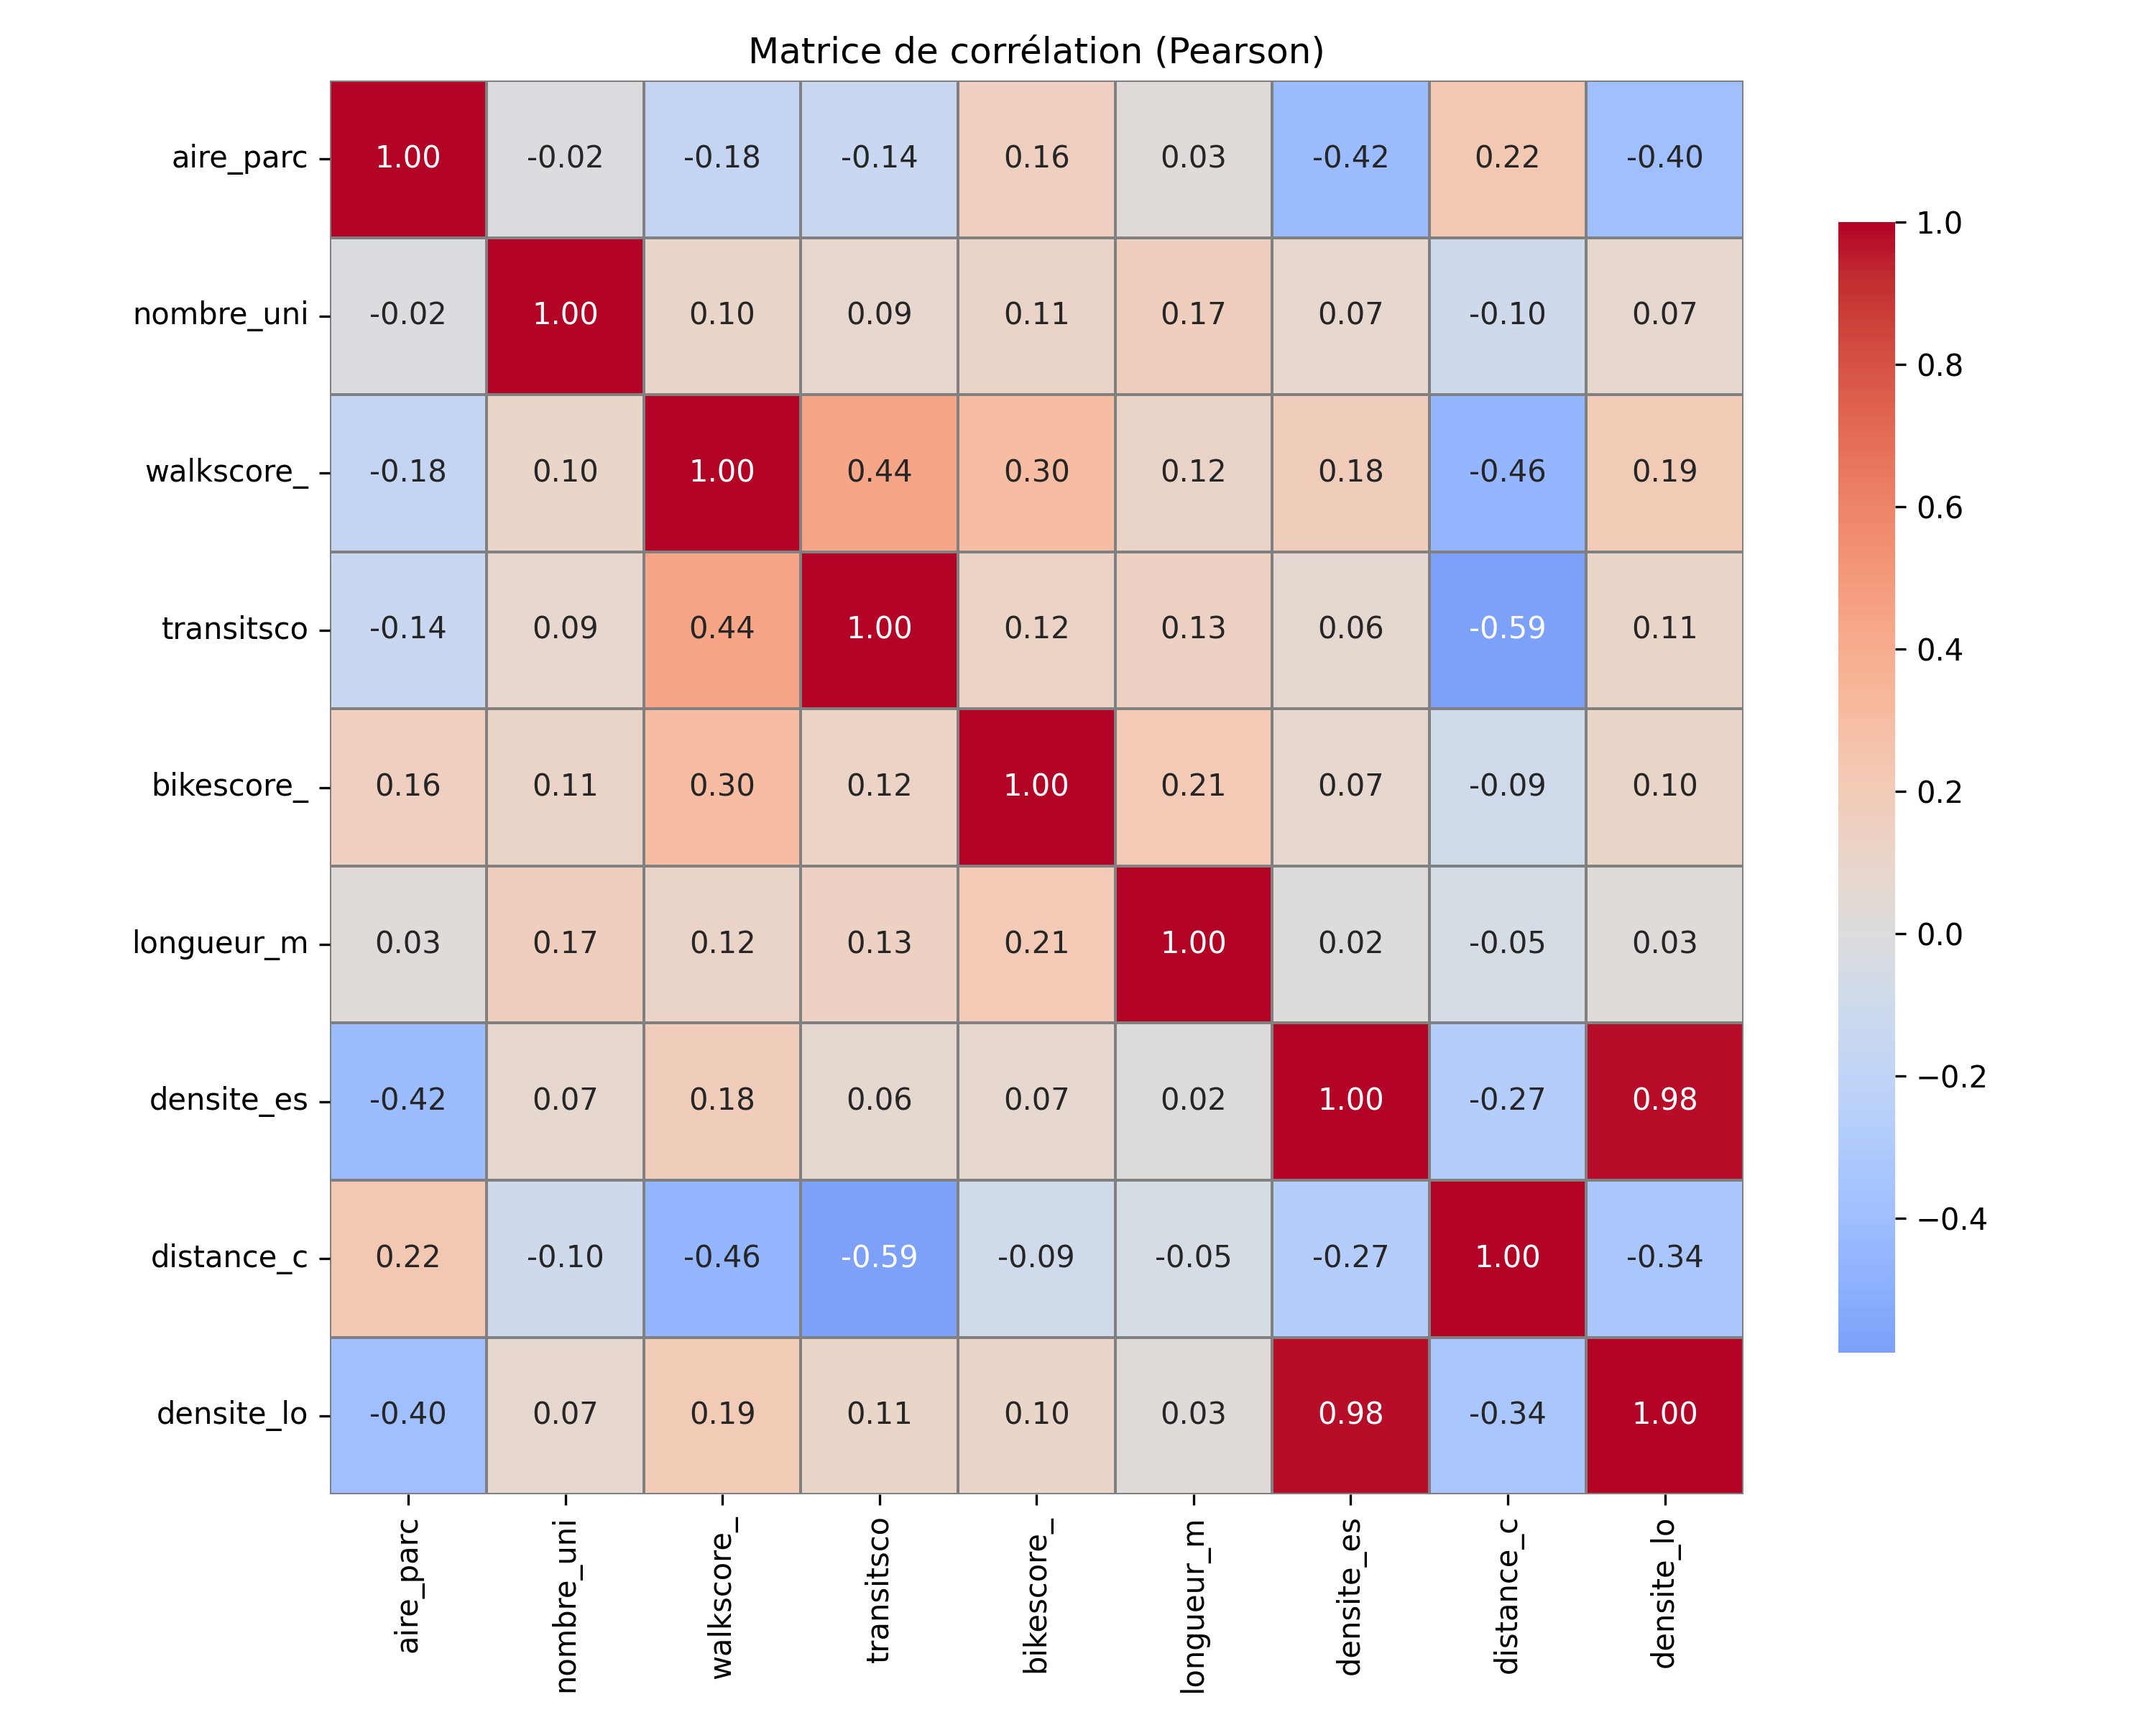 Matrice de corrélation (Pearson)
aire_parc 1.00 -0.02 -0.18 -0.14 0.16 0.03 -0.42 0.22 -0.40
nombre_uni -0.02 1.00 0.10 0.09 0.11 0.17 0.07 -0.10 0.07
walkscore_ -0.18 0.10 1.00 0.44 0.30 0.12 0.18 -0.46 0.19
transitsco -0.14 0.09 0.44 1.00 0.12 0.13 0.06 -0.59 0.11
bikescore_ 0.16 0.11 0.30 0.12 1.00 0.21 0.07 -0.09 0.10
longueur_m 0.03 0.17 0.12 0.13 0.21 1.00 0.02 -0.05 0.03
densite_es -0.42 0.07 0.18 0.06 0.07 0.02 1.00 -0.27 0.98
distance_c 0.22 -0.10 -0.46 -0.59 -0.09 -0.05 -0.27 1.00 -0.34
densite_lo -0.40 0.07 0.19 0.11 0.10 0.03 0.98 -0.34 1.00
aire_parc
nombre_uni
walkscore_
transitsco
bikescore_
longueur_m
densite_es
distance_c
densite_lo
1.0
0.8
0.6
0.4
0.2
0.0
−0.2
−0.4